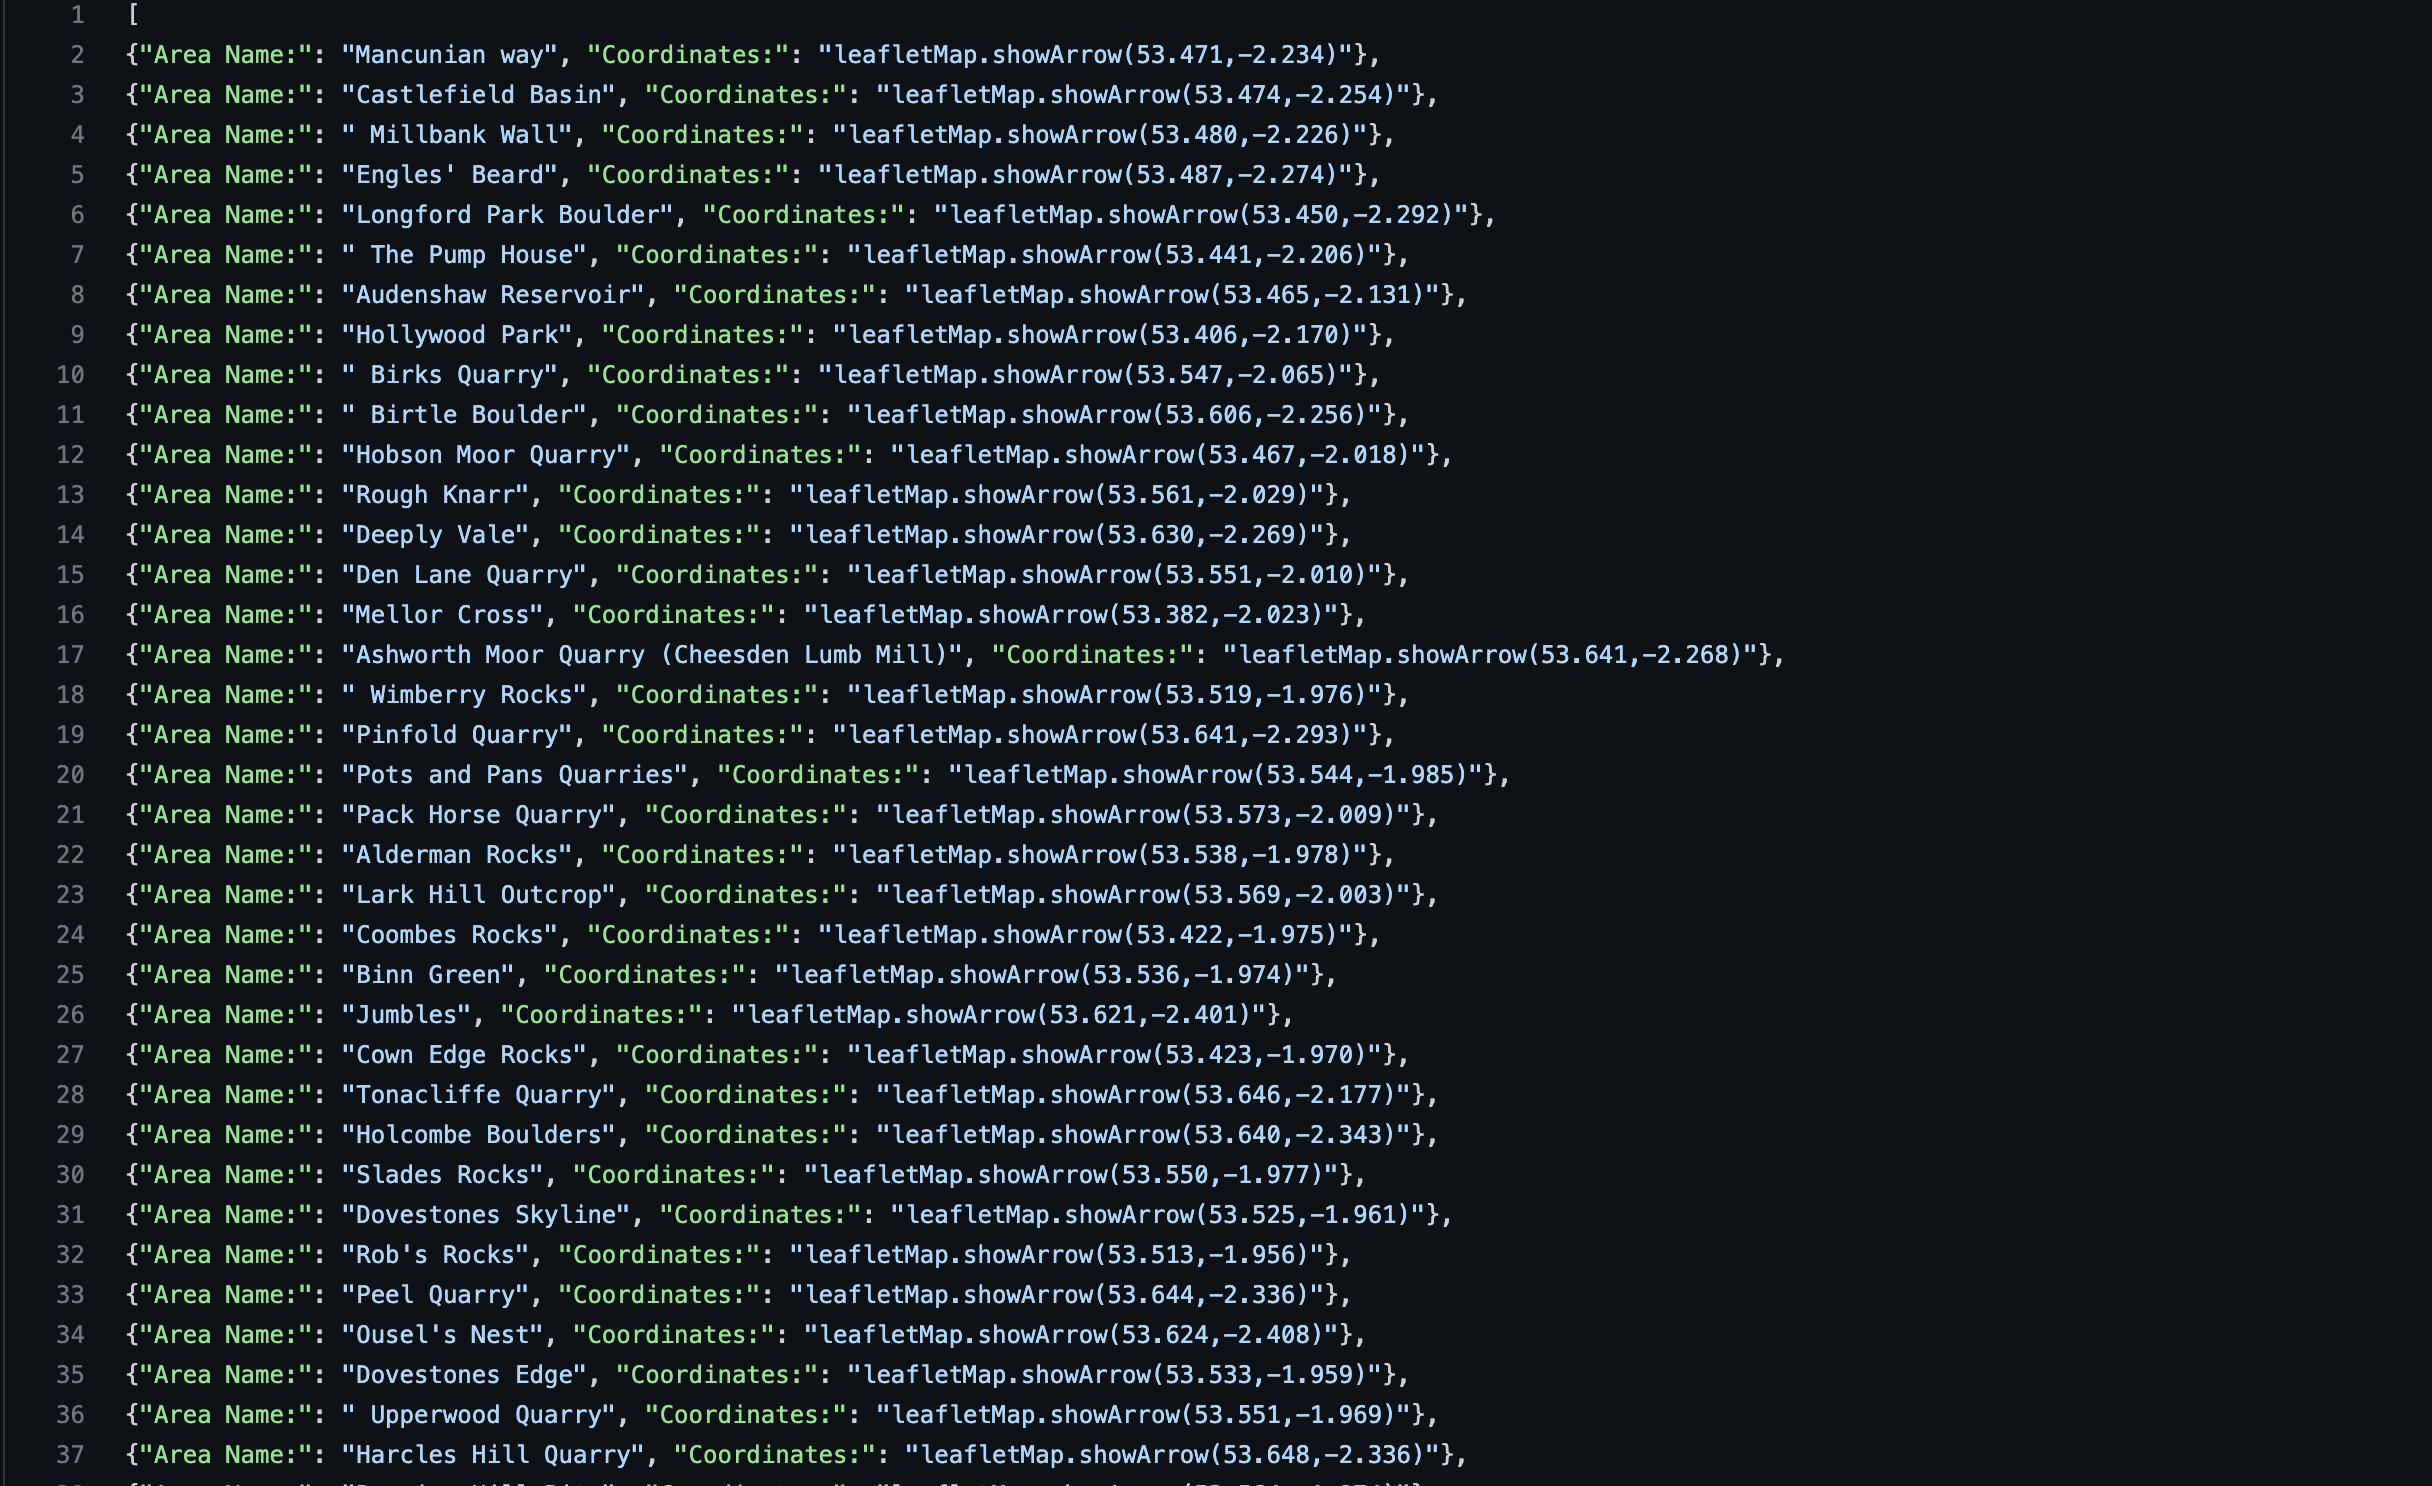 1 [
2 {"Area Name:": "Mancunian way", "Coordinates:": "leafletMap.showArrow(53.471,-2.234)"},
3 {"Area Name:": "Castlefield Basin", "Coordinates:": "leafletMap.showArrow(53.474,-2.254)"},
4 {"Area Name:": " Millbank Wall", "Coordinates:": "leafletMap.showArrow(53.480,-2.226)"},
5 {"Area Name:": "Engles' Beard", "Coordinates:": "leafletMap.showArrow(53.487,-2.274)"},
6 {"Area Name:": "Longford Park Boulder", "Coordinates:": "leafletMap.showArrow(53.450,-2.292)"},
7 {"Area Name:": " The Pump House", "Coordinates:": "leafletMap.showArrow(53.441,-2.206)"},
8 {"Area Name:": "Audenshaw Reservoir", "Coordinates:": "leafletMap.showArrow(53.465,-2.131)"},
9 {"Area Name:": "Hollywood Park", "Coordinates:": "leafletMap.showArrow(53.406,-2.170)"},
10 {"Area Name:": " Birks Quarry", "Coordinates:": "leafletMap.showArrow(53.547,-2.065)"},
11 {"Area Name:": " Birtle Boulder", "Coordinates:": "leafletMap.showArrow(53.606,-2.256)"},
12 {"Area Name:": "Hobson Moor Quarry", "Coordinates:": "leafletMap.showArrow(53.467,-2.018)"},
13 {"Area Name:": "Rough Knarr", "Coordinates:": "leafletMap.showArrow(53.561,-2.029)"},
14 {"Area Name:": "Deeply Vale", "Coordinates:": "leafletMap.showArrow(53.630,-2.269)"},
15 {"Area Name:": "Den Lane Quarry", "Coordinates:": "leafletMap.showArrow(53.551,-2.010)"},
16 {"Area Name:": "Mellor Cross", "Coordinates:": "leafletMap.showArrow(53.382,-2.023)"},
17 {"Area Name:": "Ashworth Moor Quarry (Cheesden Lumb Mill)", "Coordinates:": "leafletMap.showArrow(53.641,-2.268)"},
18 {"Area Name:": " Wimberry Rocks", "Coordinates:": "leafletMap.showArrow(53.519,-1.976)"},
19 {"Area Name:": "Pinfold Quarry", "Coordinates:": "leafletMap.showArrow(53.641,-2.293)"},
20 {"Area Name:": "Pots and Pans Quarries", "Coordinates:": "leafletMap.showArrow(53.544,-1.985)"},
21 {"Area Name:": "Pack Horse Quarry", "Coordinates:": "leafletMap.showArrow(53.573,-2.009)"},
22 {"Area Name:": "Alderman Rocks", "Coordinates:": "leafletMap.showArrow(53.538,-1.978)"},
23 {"Area Name:": "Lark Hill Outcrop", "Coordinates:": "leafletMap.showArrow(53.569,-2.003)"},
24 {"Area Name:": "Coombes Rocks", "Coordinates:": "leafletMap.showArrow(53.422,-1.975)"},
25 {"Area Name:": "Binn Green", "Coordinates:": "leafletMap.showArrow(53.536,-1.974)"},
26 {"Area Name:": "Jumbles", "Coordinates:": "leafletMap.showArrow(53.621,-2.401)"},
27 {"Area Name:": "Cown Edge Rocks", "Coordinates:": "leafletMap.showArrow(53.423,-1.970)"},
28 {"Area Name:": "Tonacliffe Quarry", "Coordinates:": "leafletMap.showArrow(53.646,-2.177)"},
29 {"Area Name:": "Holcombe Boulders", "Coordinates:": "leafletMap.showArrow(53.640,-2.343)"},
30 {"Area Name:": "Slades Rocks", "Coordinates:": "leafletMap.showArrow(53.550,-1.977)"},
31 {"Area Name:": "Dovestones Skyline", "Coordinates:": "leafletMap.showArrow(53.525,-1.961)"},
32 {"Area Name:": "Rob's Rocks", "Coordinates:": "leafletMap.showArrow(53.513,-1.956)"},
33 {"Area Name:": "Peel Quarry", "Coordinates:": "leafletMap.showArrow(53.644,-2.336)"},
34 {"Area Name:": "Ousel's Nest", "Coordinates:": "leafletMap.showArrow(53.624,-2.408)"},
35 {"Area Name:": "Dovestones Edge", "Coordinates:": "leafletMap.showArrow(53.533,-1.959)"},
36 {"Area Name:": " Upperwood Quarry", "Coordinates:": "leafletMap.showArrow(53.551,-1.969)"},
37 {"Area Name:": "Harcles Hill Quarry", "Coordinates:": "leafletMap.showArrow(53.648,-2.336)"},